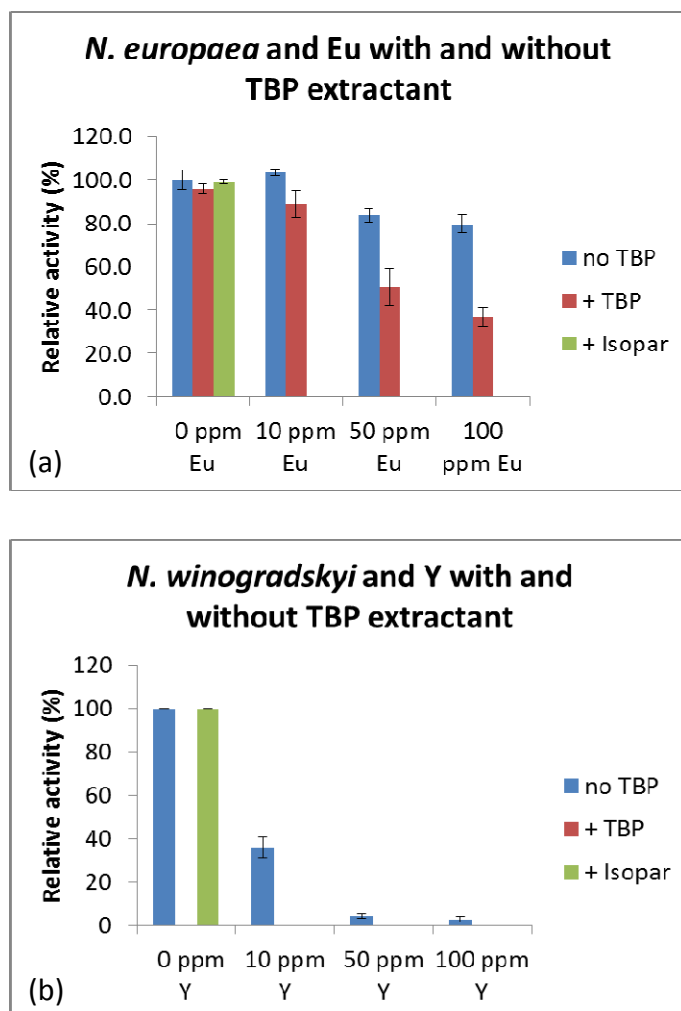 N. europaea and Eu with and without
TBP extractant
Relative activity (%)
120.0
100.0
80.0
60.0
40.0
20.0
0.0
0 ppm
Eu
10 ppm
Eu
50 ppm
Eu
100
ppm Eu
no TBP
+ TBP
+ Isopar
(a)
N. winogradskyi and Y with and
without TBP extractant
Relative activity (%)
120
100
80
60
40
20
0
0 ppm
Y
10 ppm
Y
50 ppm
Y
100 ppm
Y
no TBP
+ TBP
+ Isopar
(b)